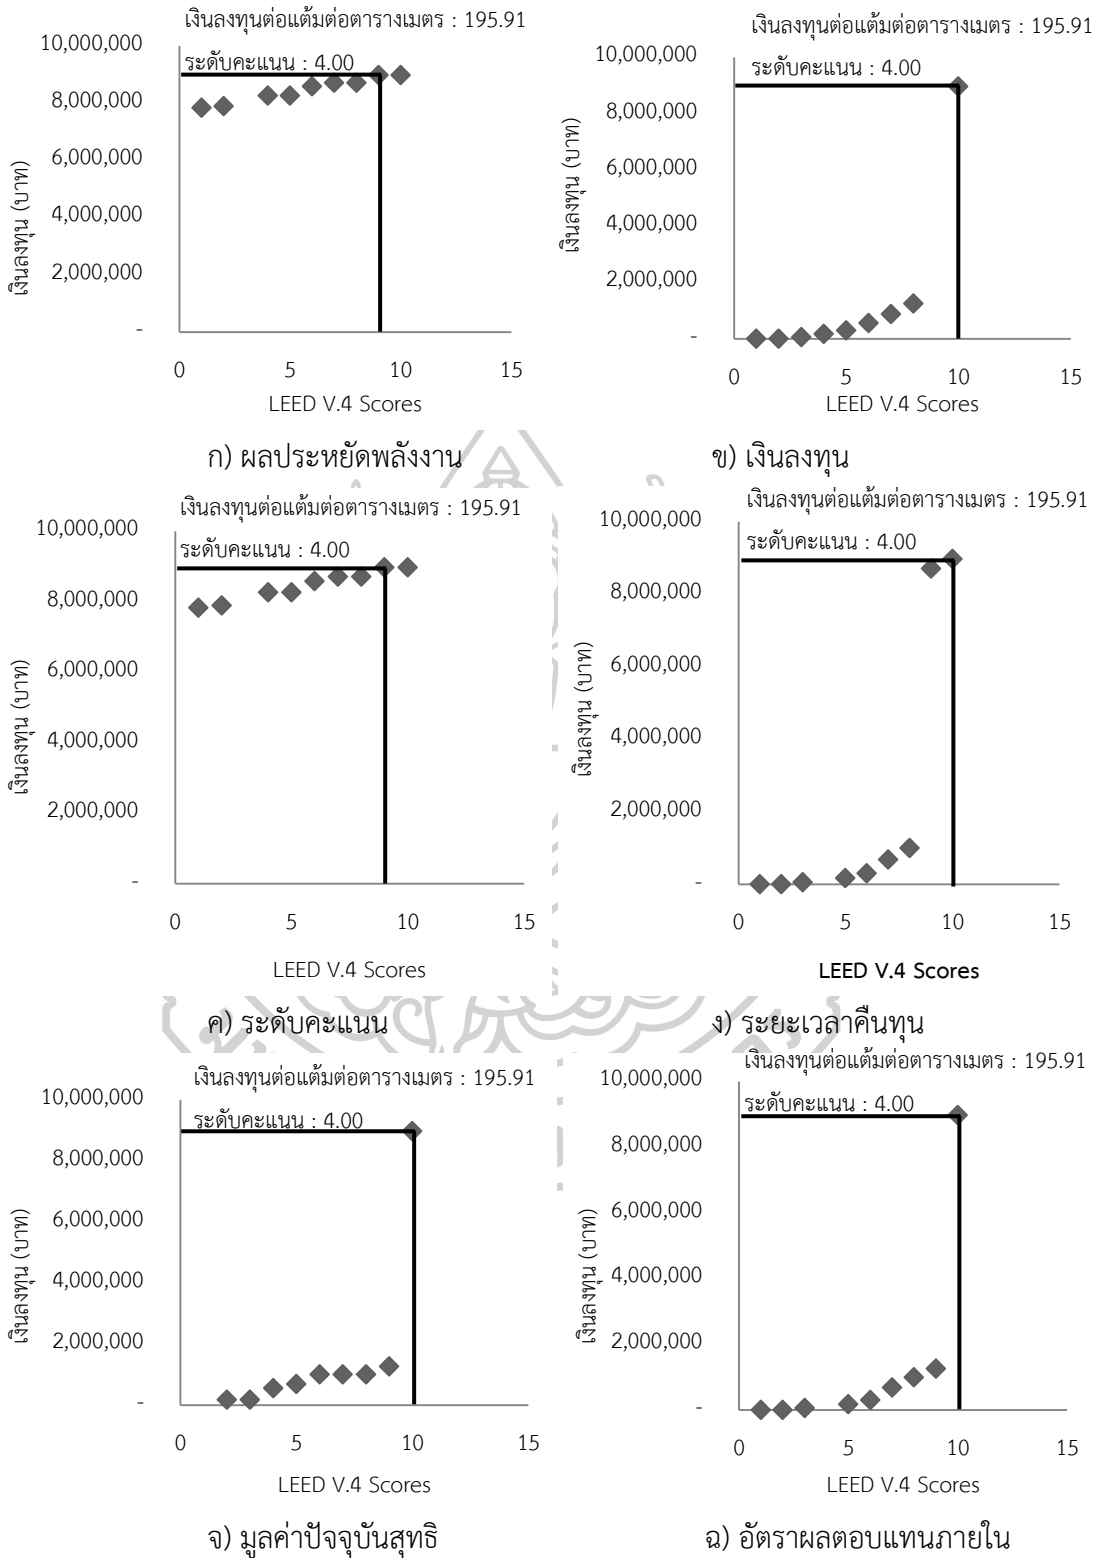 เงินลงทุนต่อแต้มต่อตารางเมตร : 195.91
ระดับคะแนน : 4.00
10,000,000
8,000,000
6,000,000
4,000,000
2,000,000
-
เงินลงทุน (บาท)
0 5 10 15
LEED V.4 Scores
ก) ผลประหยัดพลังงาน
เงินลงทุนต่อแต้มต่อตารางเมตร : 195.91
ระดับคะแนน : 4.00
10,000,000
8,000,000
6,000,000
4,000,000
2,000,000
-
เงินลงทุน (บาท)
0 5 10 15
LEED V.4 Scores
ข) เงินลงทุน
เงินลงทุนต่อแต้มต่อตารางเมตร : 195.91
ระดับคะแนน : 4.00
10,000,000
8,000,000
6,000,000
4,000,000
2,000,000
-
เงินลงทุน (บาท)
0 5 10 15
LEED V.4 Scores
ค) ระดับคะแนน
เงินลงทุนต่อแต้มต่อตารางเมตร : 195.91
ระดับคะแนน : 4.00
10,000,000
8,000,000
6,000,000
4,000,000
2,000,000
-
เงินลงทุน (บาท)
0 5 10 15
LEED V.4 Scores
ง) ระยะเวลาคืนทุน
เงินลงทุนต่อแต้มต่อตารางเมตร : 195.91
ระดับคะแนน : 4.00
10,000,000
8,000,000
6,000,000
4,000,000
2,000,000
-
เงินลงทุน (บาท)
0 5 10 15
LEED V.4 Scores
จ) มูลค่าปัจจุบันสุทธิ
เงินลงทุนต่อแต้มต่อตารางเมตร : 195.91
ระดับคะแนน : 4.00
10,000,000
8,000,000
6,000,000
4,000,000
2,000,000
-
เงินลงทุน (บาท)
0 5 10 15
LEED V.4 Scores
ฉ) อัตราผลตอบแทนภายใน